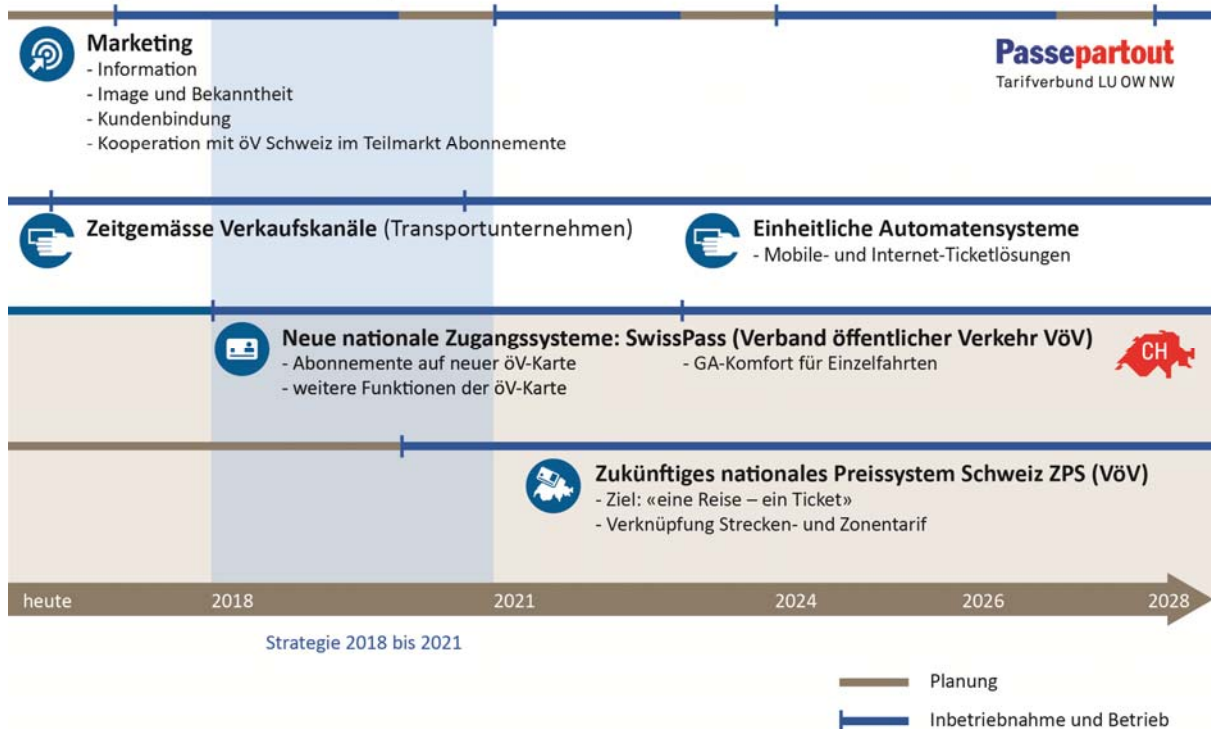 Marketing
- Information
- Image und Bekanntheit
- Kundenbindung
- Kooperation mit öV Schweiz im Teilmarkt Abonnemente
Passepartout
Tarifverbund LU OW NW
Zeitgemässe Verkaufskanäle (Transportunternehmen)
Einheitliche Automatensysteme
- Mobile- und Internet-Ticketlösungen
Neue nationale Zugangssysteme: SwissPass (Verband öffentlicher Verkehr VöV)
- Abonnemente auf neuer öV-Karte
- weitere Funktionen der öV-Karte
- GA-Komfort für Einzelfahrten
CH
Zukünftiges nationales Preissystem Schweiz ZPS (VöV)
- Ziel: «eine Reise – ein Ticket»
- Verknüpfung Strecken- und Zonentarif
heute 2018 2021 2024 2026 2028
Strategie 2018 bis 2021
Planung
Inbetriebnahme und Betrieb